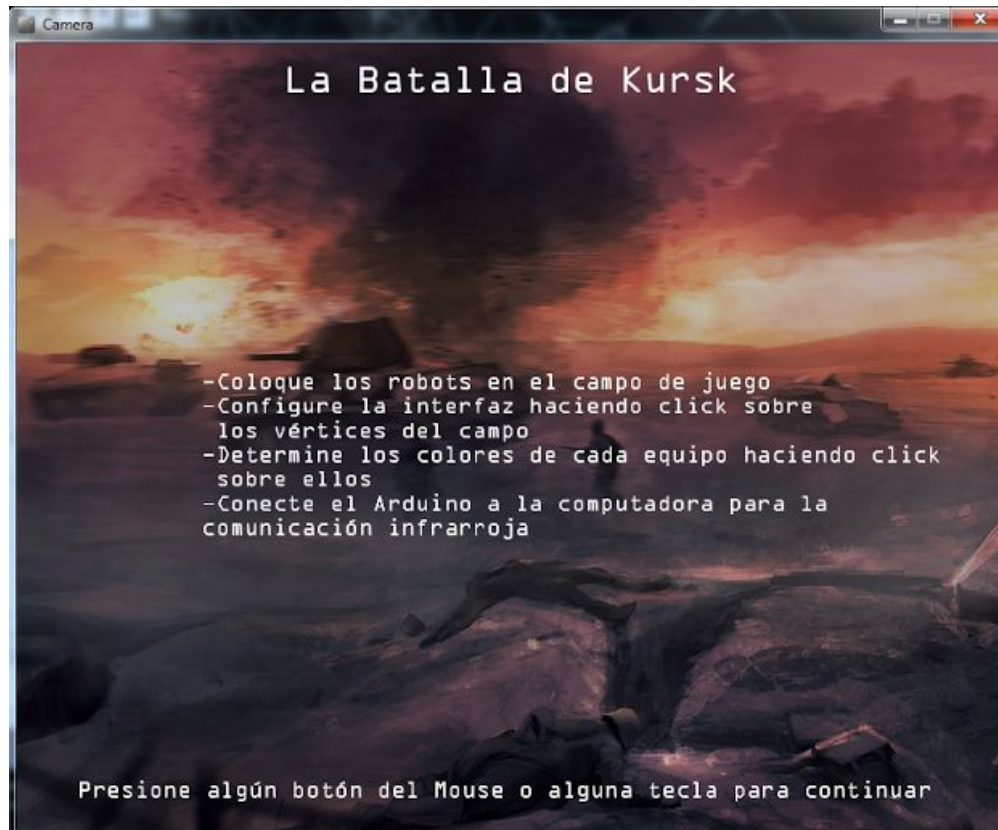 Camera
La Batalla de Kursk
-Coloque los robots en el campo de juego
-Configure la interfaz haciendo click sobre
los vértices del campo
-Determine los colores de cada equipo haciendo click
sobre ellos
-Conecte el Arduino a la computadora para la
comunicación infrarroja
Presione algún botón del Mouse o alguna tecla para continuar